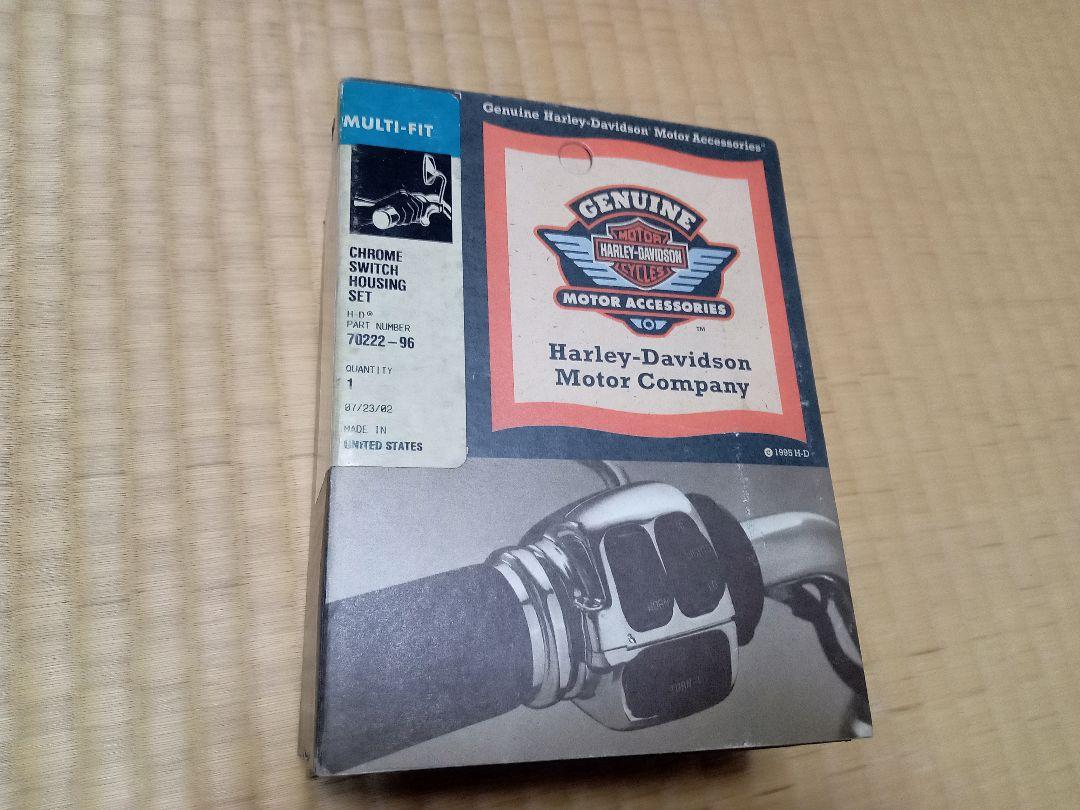 MULTI-FIT
CHROME
SWITCH
HOUSING
SET
H-D®
PART NUMBER
70222-96
QUANTITY
1
07/23/02
MADE IN
UNITED STATES
Genuine Harley-Davidson® Motor Accessories®
GENUINE
MOTOR
HARLEY-DAVIDSON
CYCLES
MOTOR ACCESSORIES
TM
Harley-Davidson
Motor Company
© 1995 H-D
HORN
TURN-L